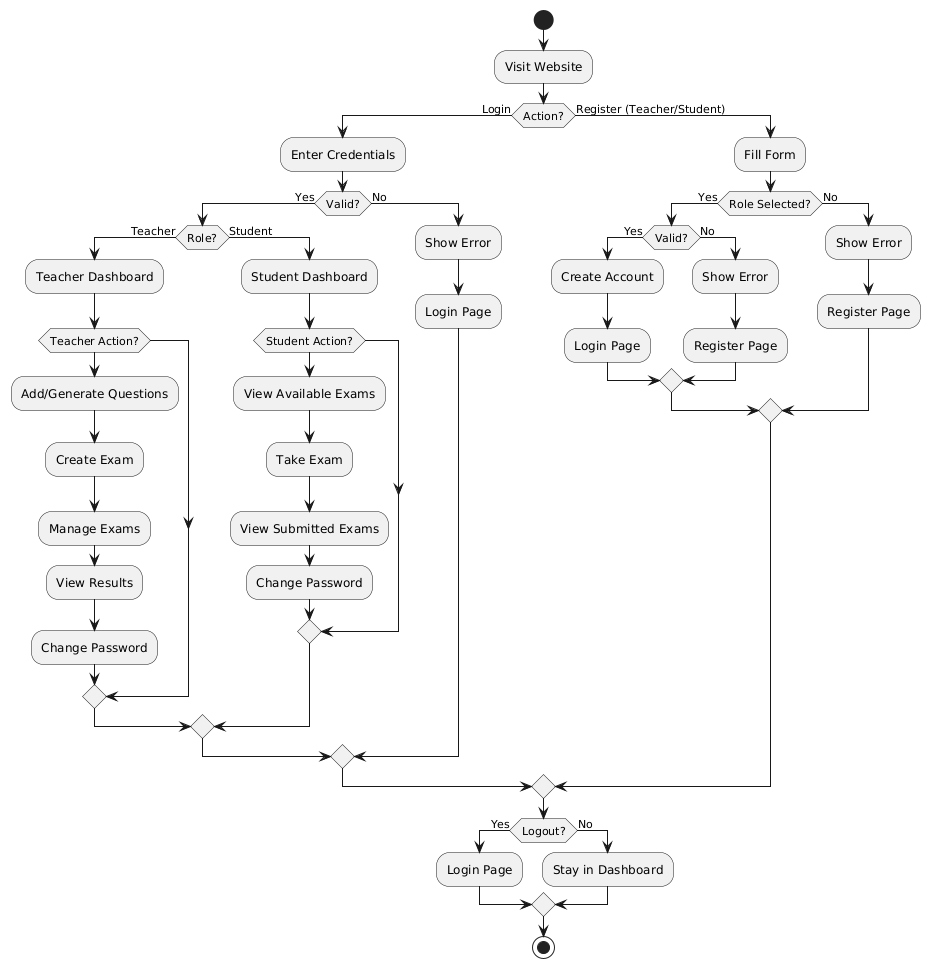 Visit Website
Login
Action?
Register (Teacher/Student)
Enter Credentials
Fill Form
Yes
Valid?
No
Yes
Role Selected?
No
Teacher
Role?
Student
Show Error
Yes
Valid?
No
Show Error
Teacher Dashboard
Student Dashboard
Create Account
Show Error
Login Page
Register Page
Teacher Action?
Student Action?
Login Page
Register Page
Add/Generate Questions
View Available Exams
Create Exam
Take Exam
Manage Exams
View Submitted Exams
View Results
Change Password
Change Password
Yes
Logout?
No
Login Page
Stay in Dashboard